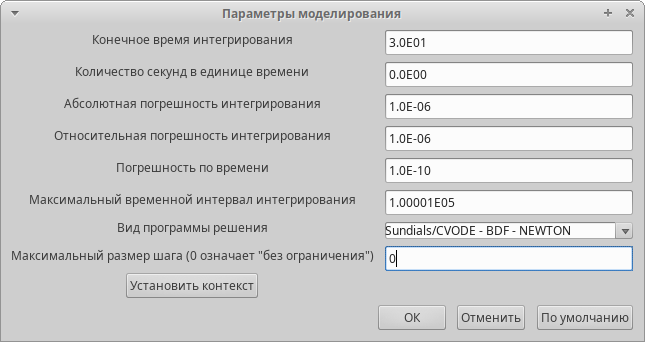 Параметры моделирования
Конечное время интегрирования 3.0E01
Количество секунд в единице времени 0.0E00
Абсолютная погрешность интегрирования 1.0E-06
Относительная погрешность интегрирования 1.0E-06
Погрешность по времени 1.0E-10
Максимальный временной интервал интегрирования 1.00001E05
Вид программы решения Sundials/CVODE - BDF - NEWTON
Максимальный размер шага (0 означает "без ограничения") 0
Установить контекст
ОК Отменить По умолчанию